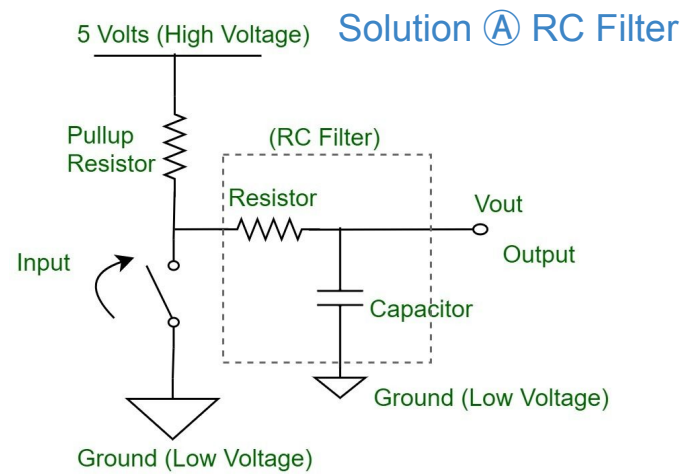 5 Volts (High Voltage)
Solution Ⓐ RC Filter
Pullup
Resistor
(RC Filter)
Resistor
Vout
Input
Output
Capacitor
Ground (Low Voltage)
Ground (Low Voltage)